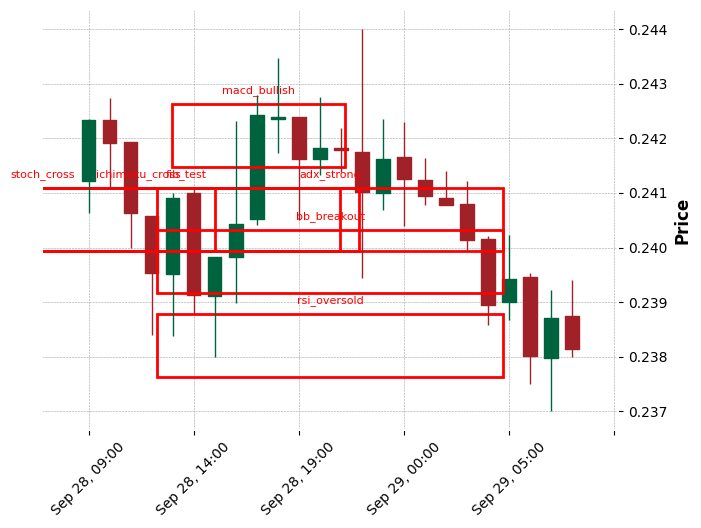 macd_bullish
stoch_cross
ichimoku_cross
fib_test
adx_strong
bb_breakout
rsi_oversold
0.244
0.243
0.242
0.241
0.240
0.239
0.238
0.237
Price
Sep 28, 09:00
Sep 28, 14:00
Sep 28, 19:00
Sep 29, 00:00
Sep 29, 05:00